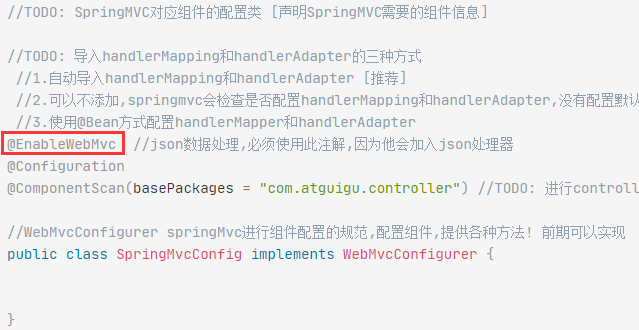 //TODO: SpringMVC对应组件的配置类 [声明SpringMVC需要的组件信息]
//TODO: 导入handlerMapping和handlerAdapter的三种方式
//1.自动导入handlerMapping和handlerAdapter [推荐]
//2.可以不添加,springmvc会检查是否配置handlerMapping和handlerAdapter,没有配置默认
//3.使用@Bean方式配置handlerMapper和handlerAdapter
@EnableWebMvc //json数据处理,必须使用此注解,因为他会加入json处理器
@Configuration
@ComponentScan(basePackages = "com.atguigu.controller") //TODO: 进行controll
//WebMvcConfigurer springMvc进行组件配置的规范,配置组件,提供各种方法! 前期可以实现
public class SpringMvcConfig implements WebMvcConfigurer {
}